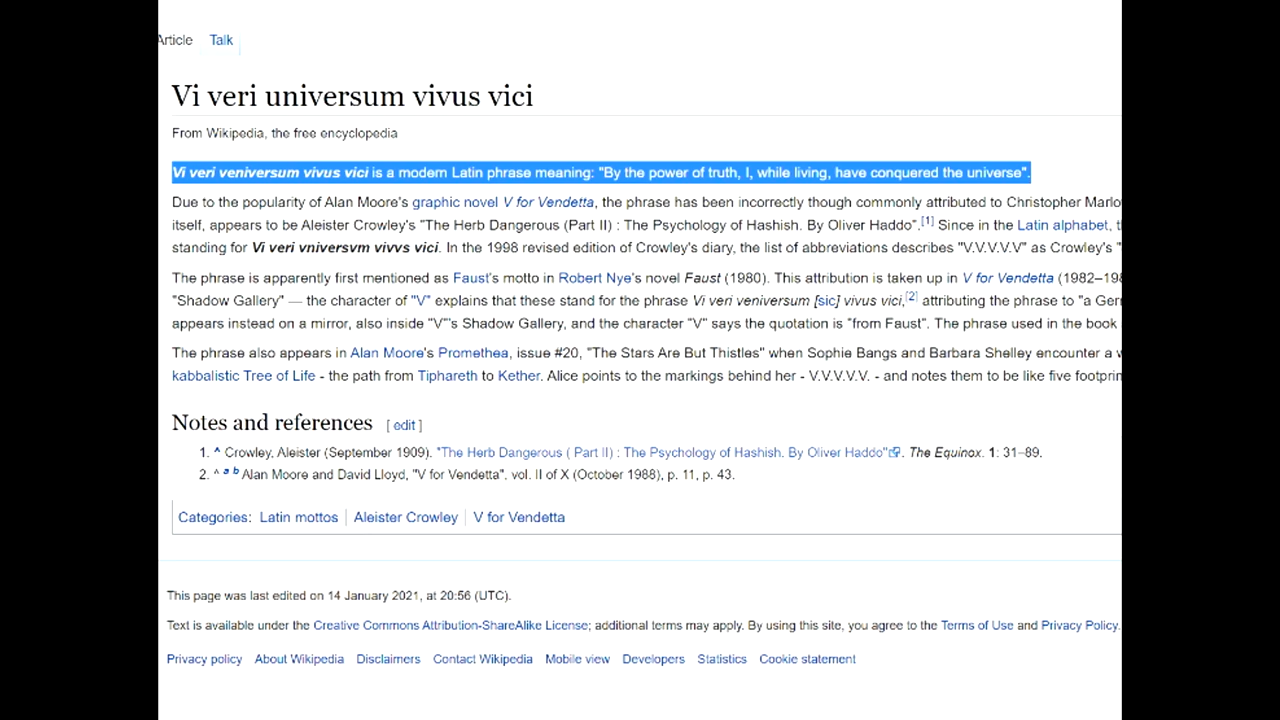 Article Talk
Vi veri universum vivus vici
From Wikipedia, the free encyclopedia
Vi veri veniversum vivus vici is a modern Latin phrase meaning: "By the power of truth, I, while living, have conquered the universe".
Due to the popularity of Alan Moore's graphic novel V for Vendetta, the phrase has been incorrectly though commonly attributed to Christopher Marlo
itself, appears to be Aleister Crowley's "The Herb Dangerous (Part II) : The Psychology of Hashish. By Oliver Haddo".[1] Since in the Latin alphabet, t
standing for Vi veri vniversvm vivvs vici. In the 1998 revised edition of Crowley's diary, the list of abbreviations describes "V.V.V.V.V" as Crowley's "
The phrase is apparently first mentioned as Faust's motto in Robert Nye's novel Faust (1980). This attribution is taken up in V for Vendetta (1982–198
"Shadow Gallery" — the character of "V" explains that these stand for the phrase Vi veri veniversum [sic] vivus vici,[2] attributing the phrase to "a Ger
appears instead on a mirror, also inside "V"'s Shadow Gallery, and the character "V" says the quotation is "from Faust". The phrase used in the book
The phrase also appears in Alan Moore's Promethea, issue #20, "The Stars Are But Thistles" when Sophie Bangs and Barbara Shelley encounter a v
kabbalistic Tree of Life - the path from Tiphareth to Kether. Alice points to the markings behind her - V.V.V.V.V. - and notes them to be like five footprin
Notes and references [ edit ]
1. ^ Crowley, Aleister (September 1909). "The Herb Dangerous ( Part II) : The Psychology of Hashish. By Oliver Haddo". The Equinox. 1: 31–89.
2. ^ a b Alan Moore and David Lloyd, "V for Vendetta". vol. II of X (October 1988), p. 11, p. 43.
Categories: Latin mottos | Aleister Crowley | V for Vendetta
This page was last edited on 14 January 2021, at 20:56 (UTC).
Text is available under the Creative Commons Attribution-ShareAlike License; additional terms may apply. By using this site, you agree to the Terms of Use and Privacy Policy.
Privacy policy About Wikipedia Disclaimers Contact Wikipedia Mobile view Developers Statistics Cookie statement